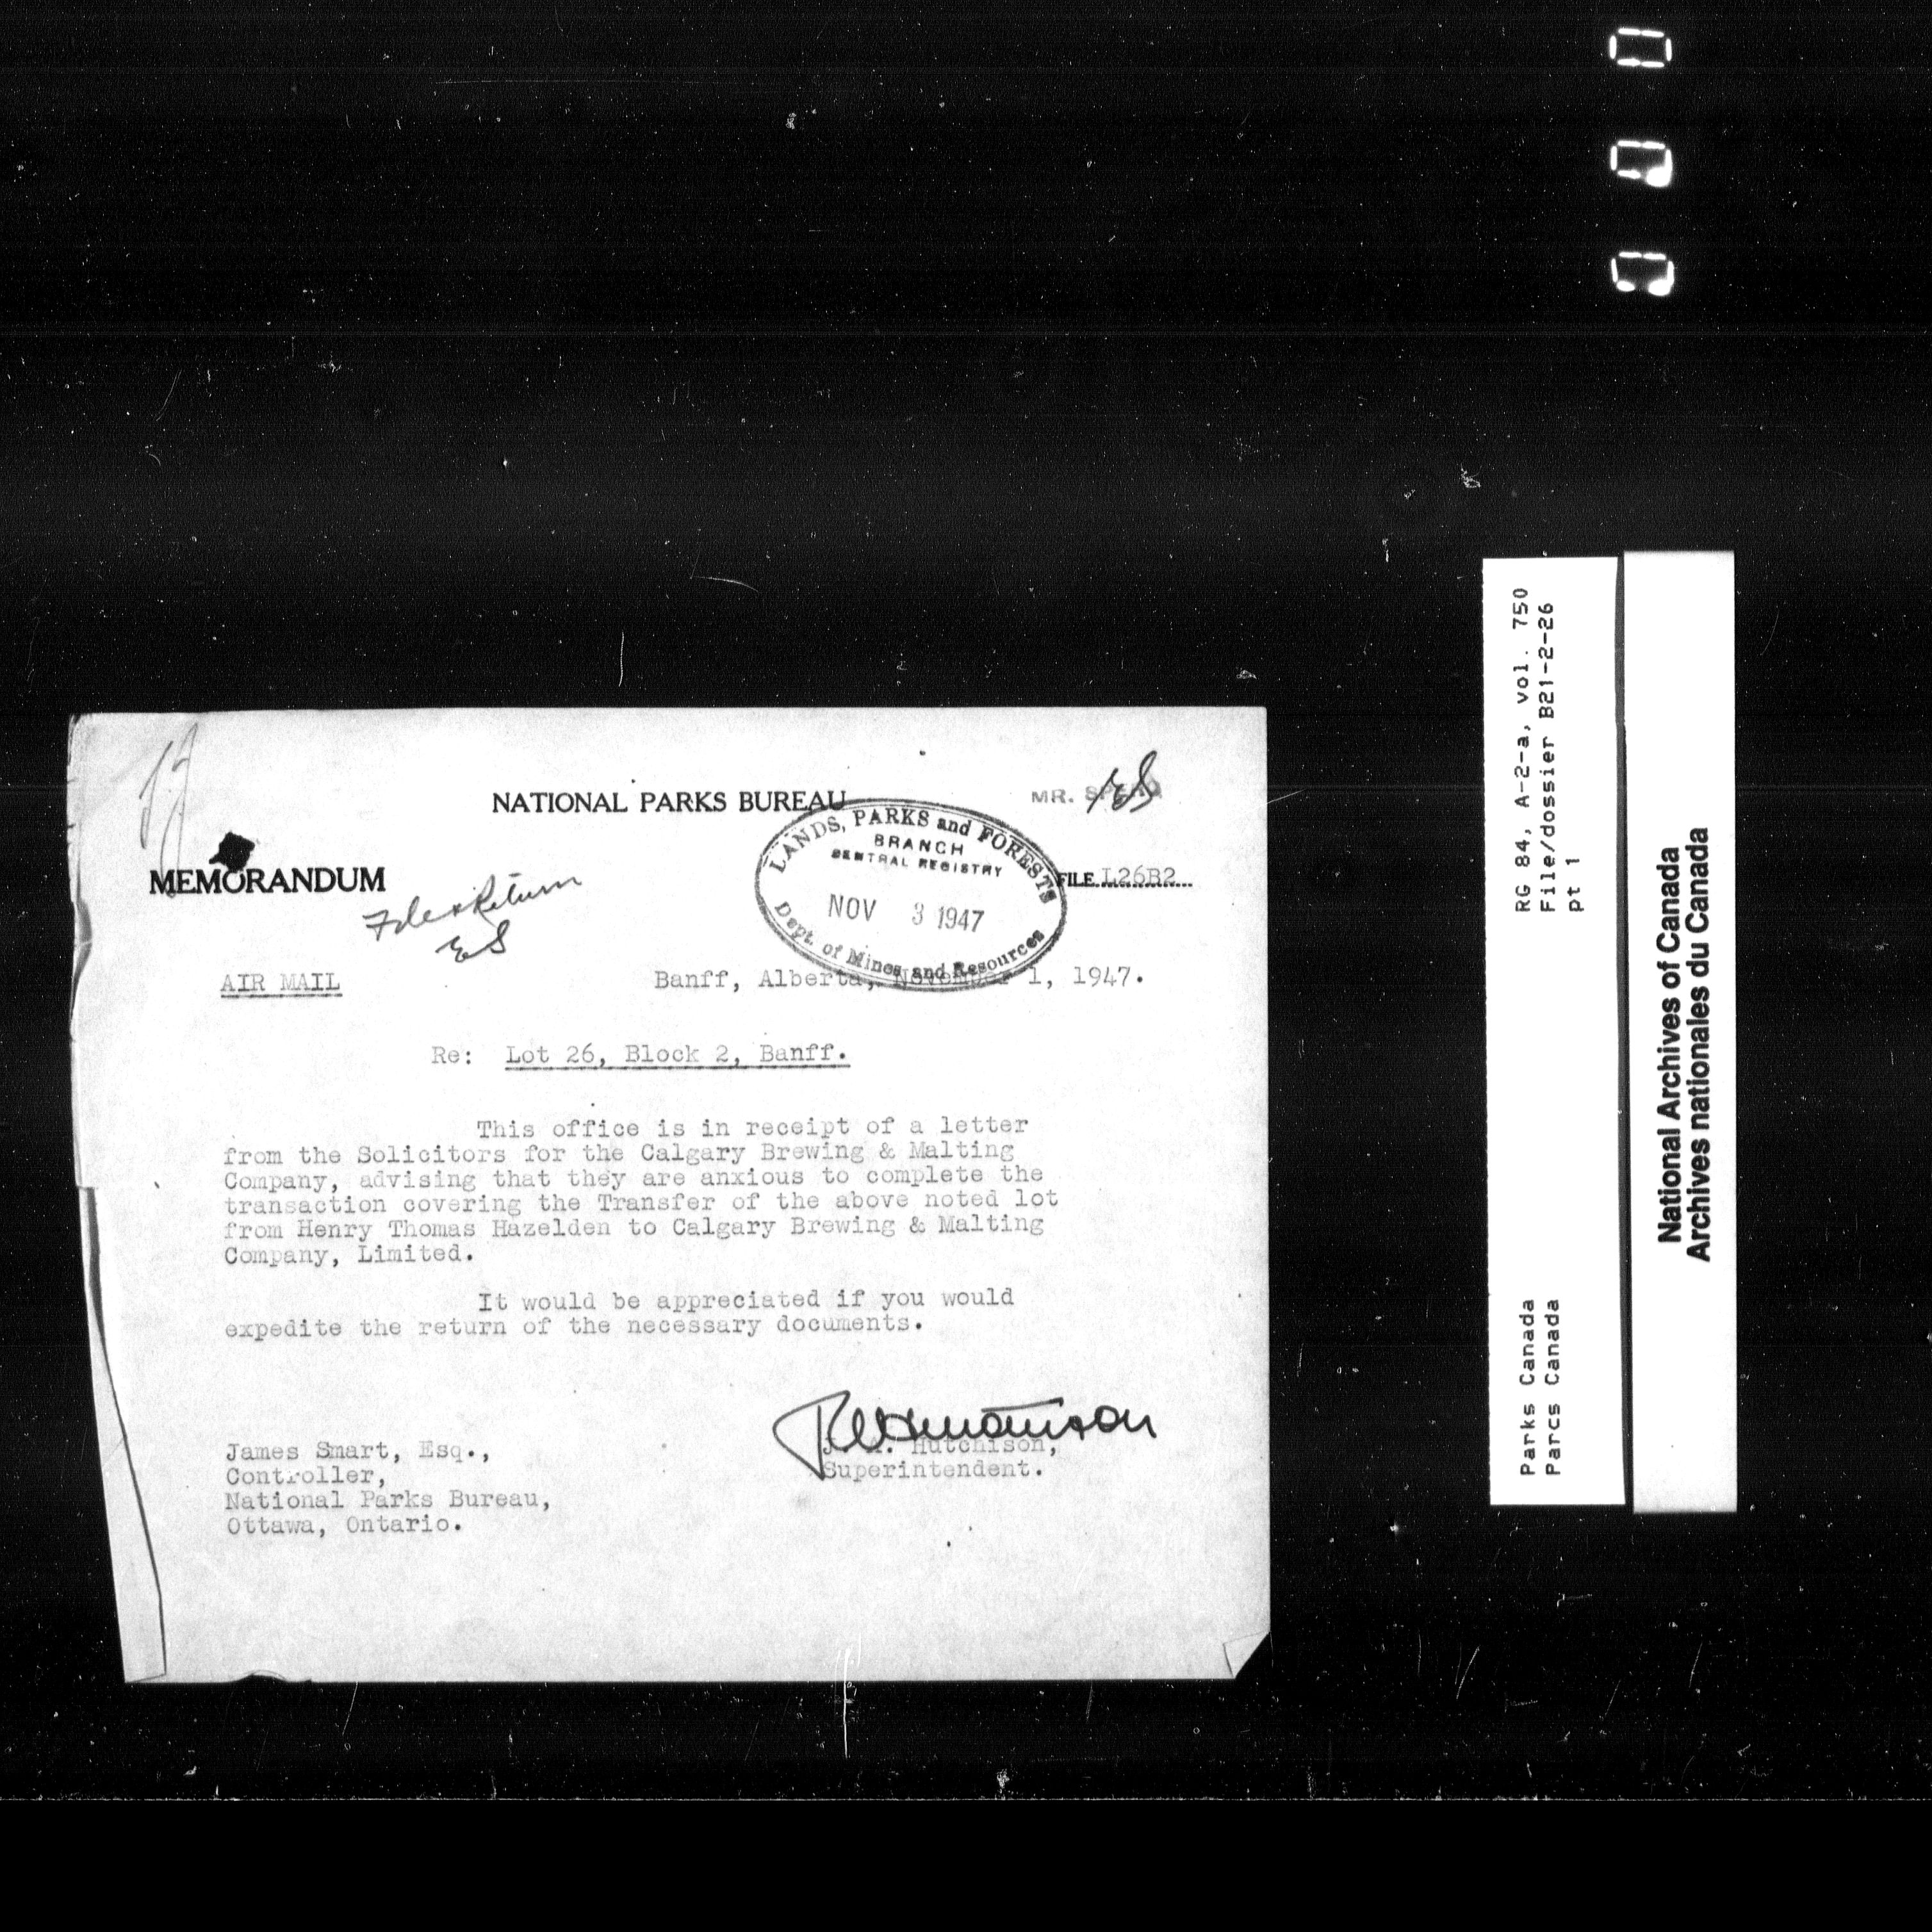 NATIONAL PARKS BUREAU
MR.
LANDS, PARKS and FORESTS
BRANCH
CENTRAL REGISTRY
NOV 3 1947
Dept. of Mines and Resources
MEMORANDUM
FILE L26B2
File & Return
ES
AIR MAIL
Banff, Alberta, November 1, 1947.
Re: Lot 26, Block 2, Banff.
This office is in receipt of a letter
from the Solicitors for the Calgary Brewing & Malting
Company, advising that they are anxious to complete the
transaction covering the Transfer of the above noted lot
from Henry Thomas Hazelden to Calgary Brewing & Malting
Company, Limited.
It would be appreciated if you would
expedite the return of the necessary documents.
Hutchison,
Superintendent.
James Smart, Esq.,
Controller,
National Parks Bureau,
Ottawa, Ontario.
RG 84, A-2-a, vol. 750
File/dossier B21-2-26
pt 1
Parks Canada
Parcs Canada
National Archives of Canada
Archives nationales du Canada